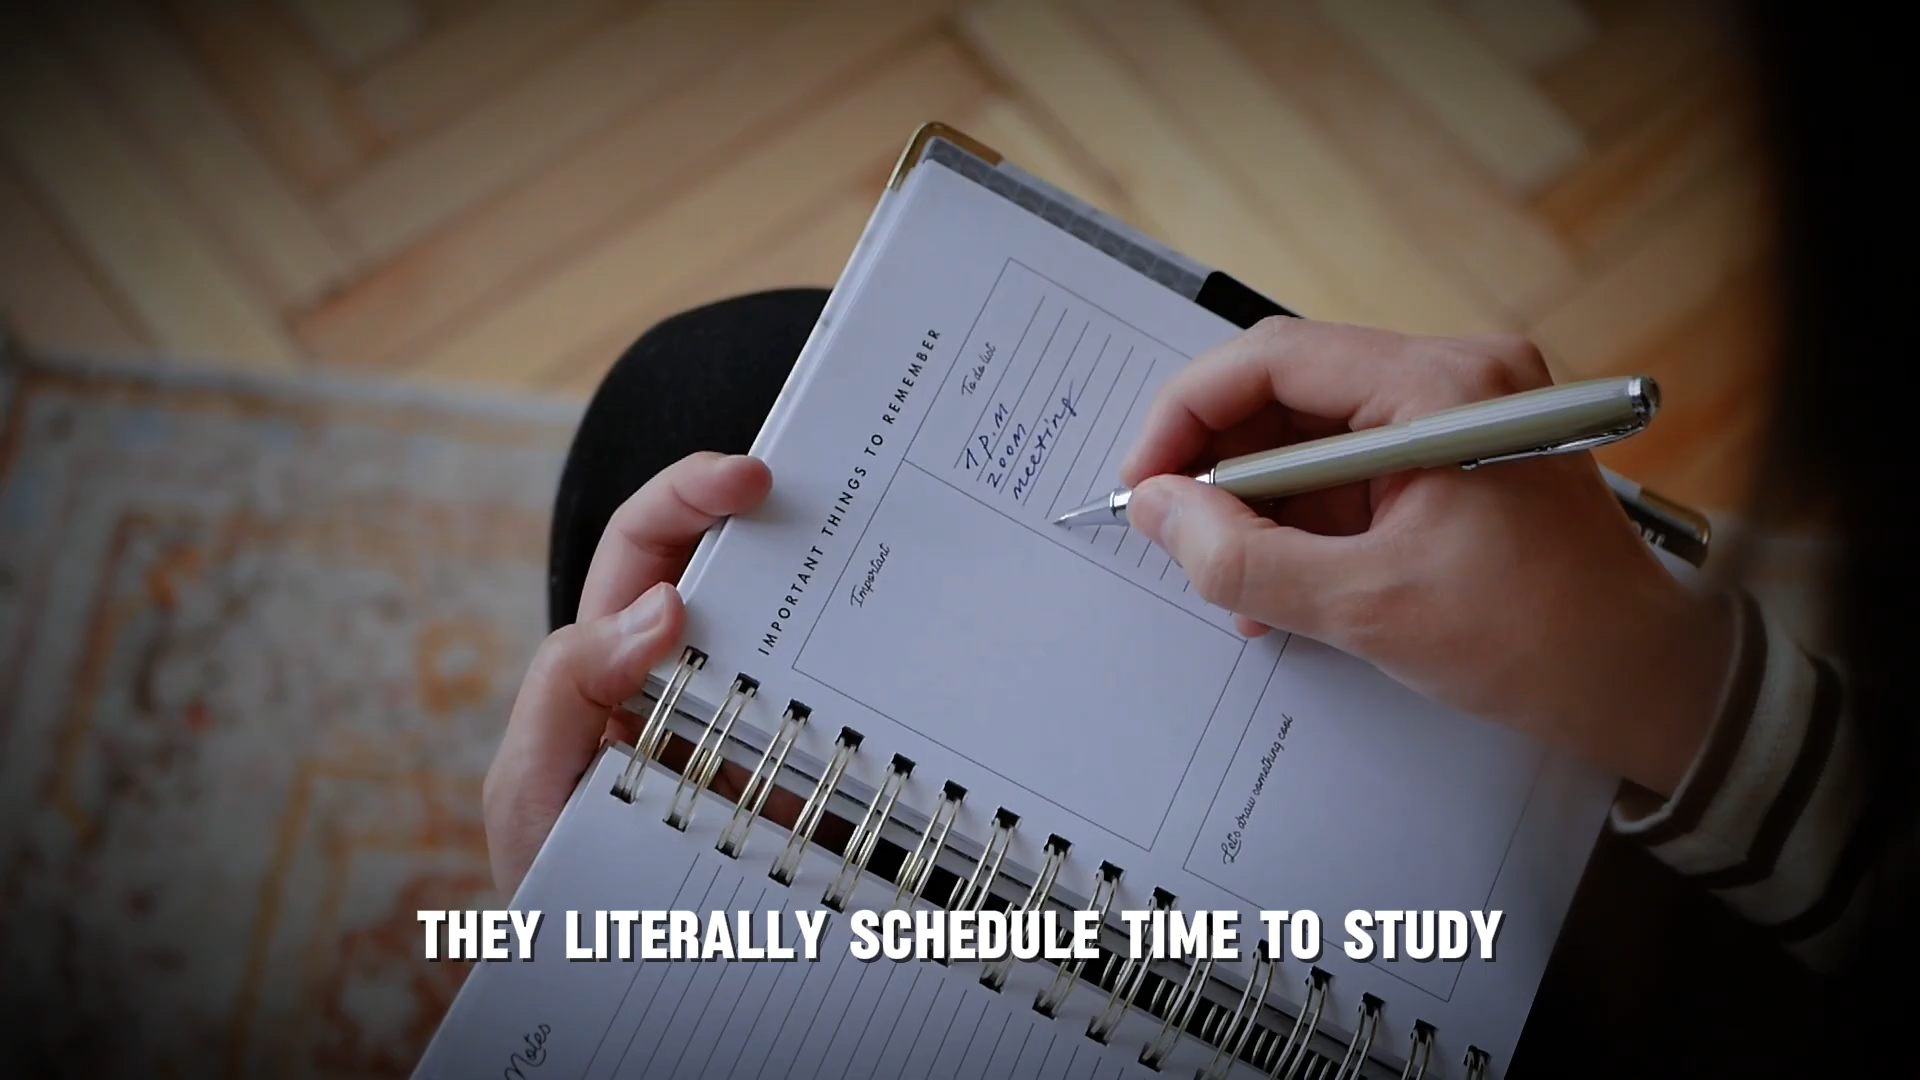 IMPORTANT THINGS TO REMEMBER
To do list
1 P.M
ZOOM
meeting
Important
Let's draw something cool
Notes
THEY LITERALLY SCHEDULE TIME TO STUDY